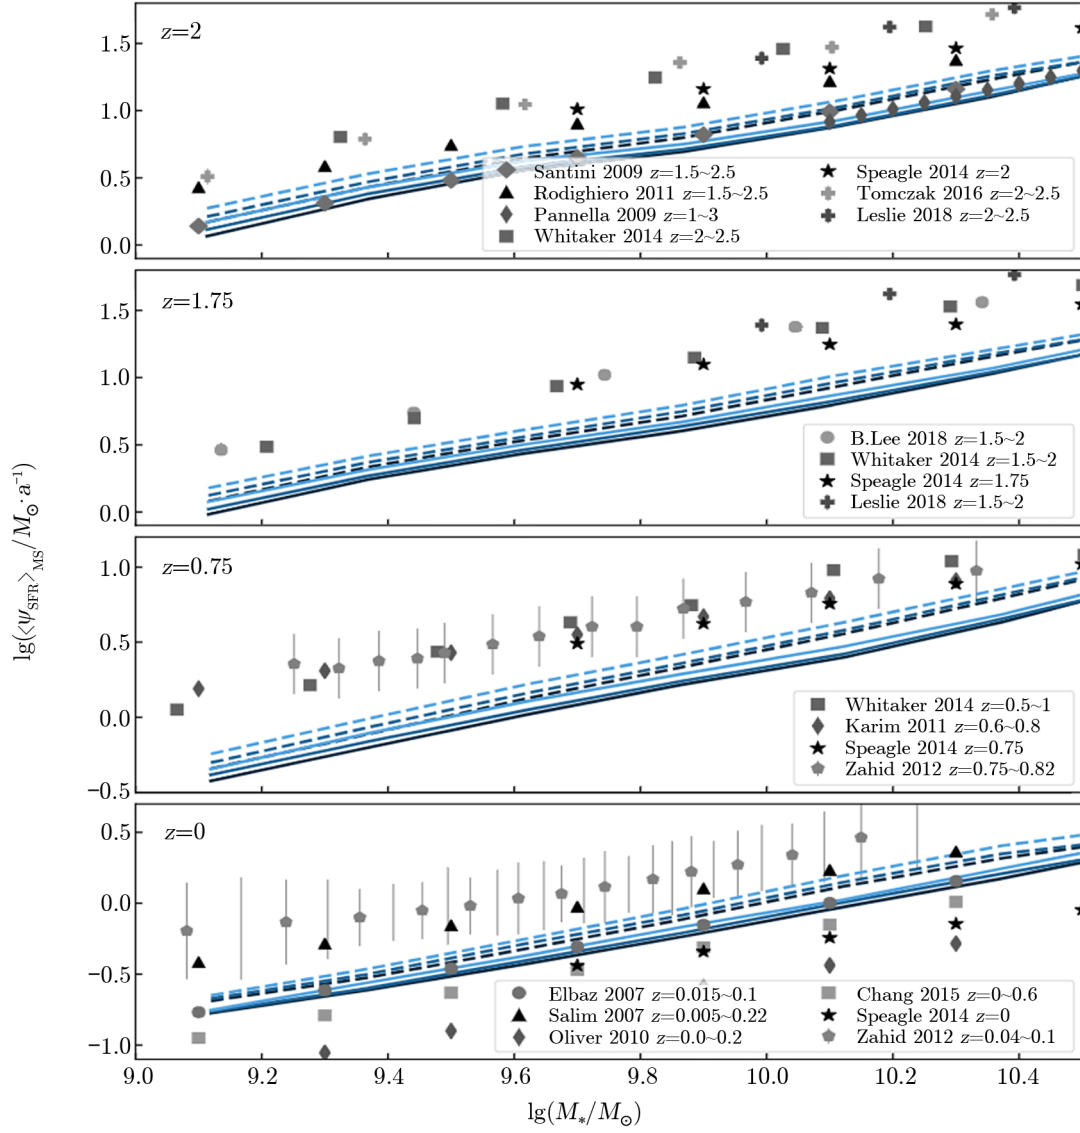 z=2
1.5
1.0
0.5
0.0
Santini 2009 z=1.5~2.5
Rodighiero 2011 z=1.5~2.5
Pannella 2009 z=1~3
Whitaker 2014 z=2~2.5
Speagle 2014 z=2
Tomczak 2016 z=2~2.5
Leslie 2018 z=2~2.5
z=1.75
1.5
1.0
0.5
0.0
B.Lee 2018 z=1.5~2
Whitaker 2014 z=1.5~2
Speagle 2014 z=1.75
Leslie 2018 z=1.5~2
lg(⟨ψ_SFR⟩_MS/M_⊙·a⁻¹)
z=0.75
1.0
0.5
0.0
−0.5
Whitaker 2014 z=0.5~1
Karim 2011 z=0.6~0.8
Speagle 2014 z=0.75
Zahid 2012 z=0.75~0.82
z=0
0.5
0.0
−0.5
−1.0
Elbaz 2007 z=0.015~0.1
Salim 2007 z=0.005~0.22
Oliver 2010 z=0.0~0.2
Chang 2015 z=0~0.6
Speagle 2014 z=0
Zahid 2012 z=0.04~0.1
9.0 9.2 9.4 9.6 9.8 10.0 10.2 10.4
lg(M_*/M_⊙)